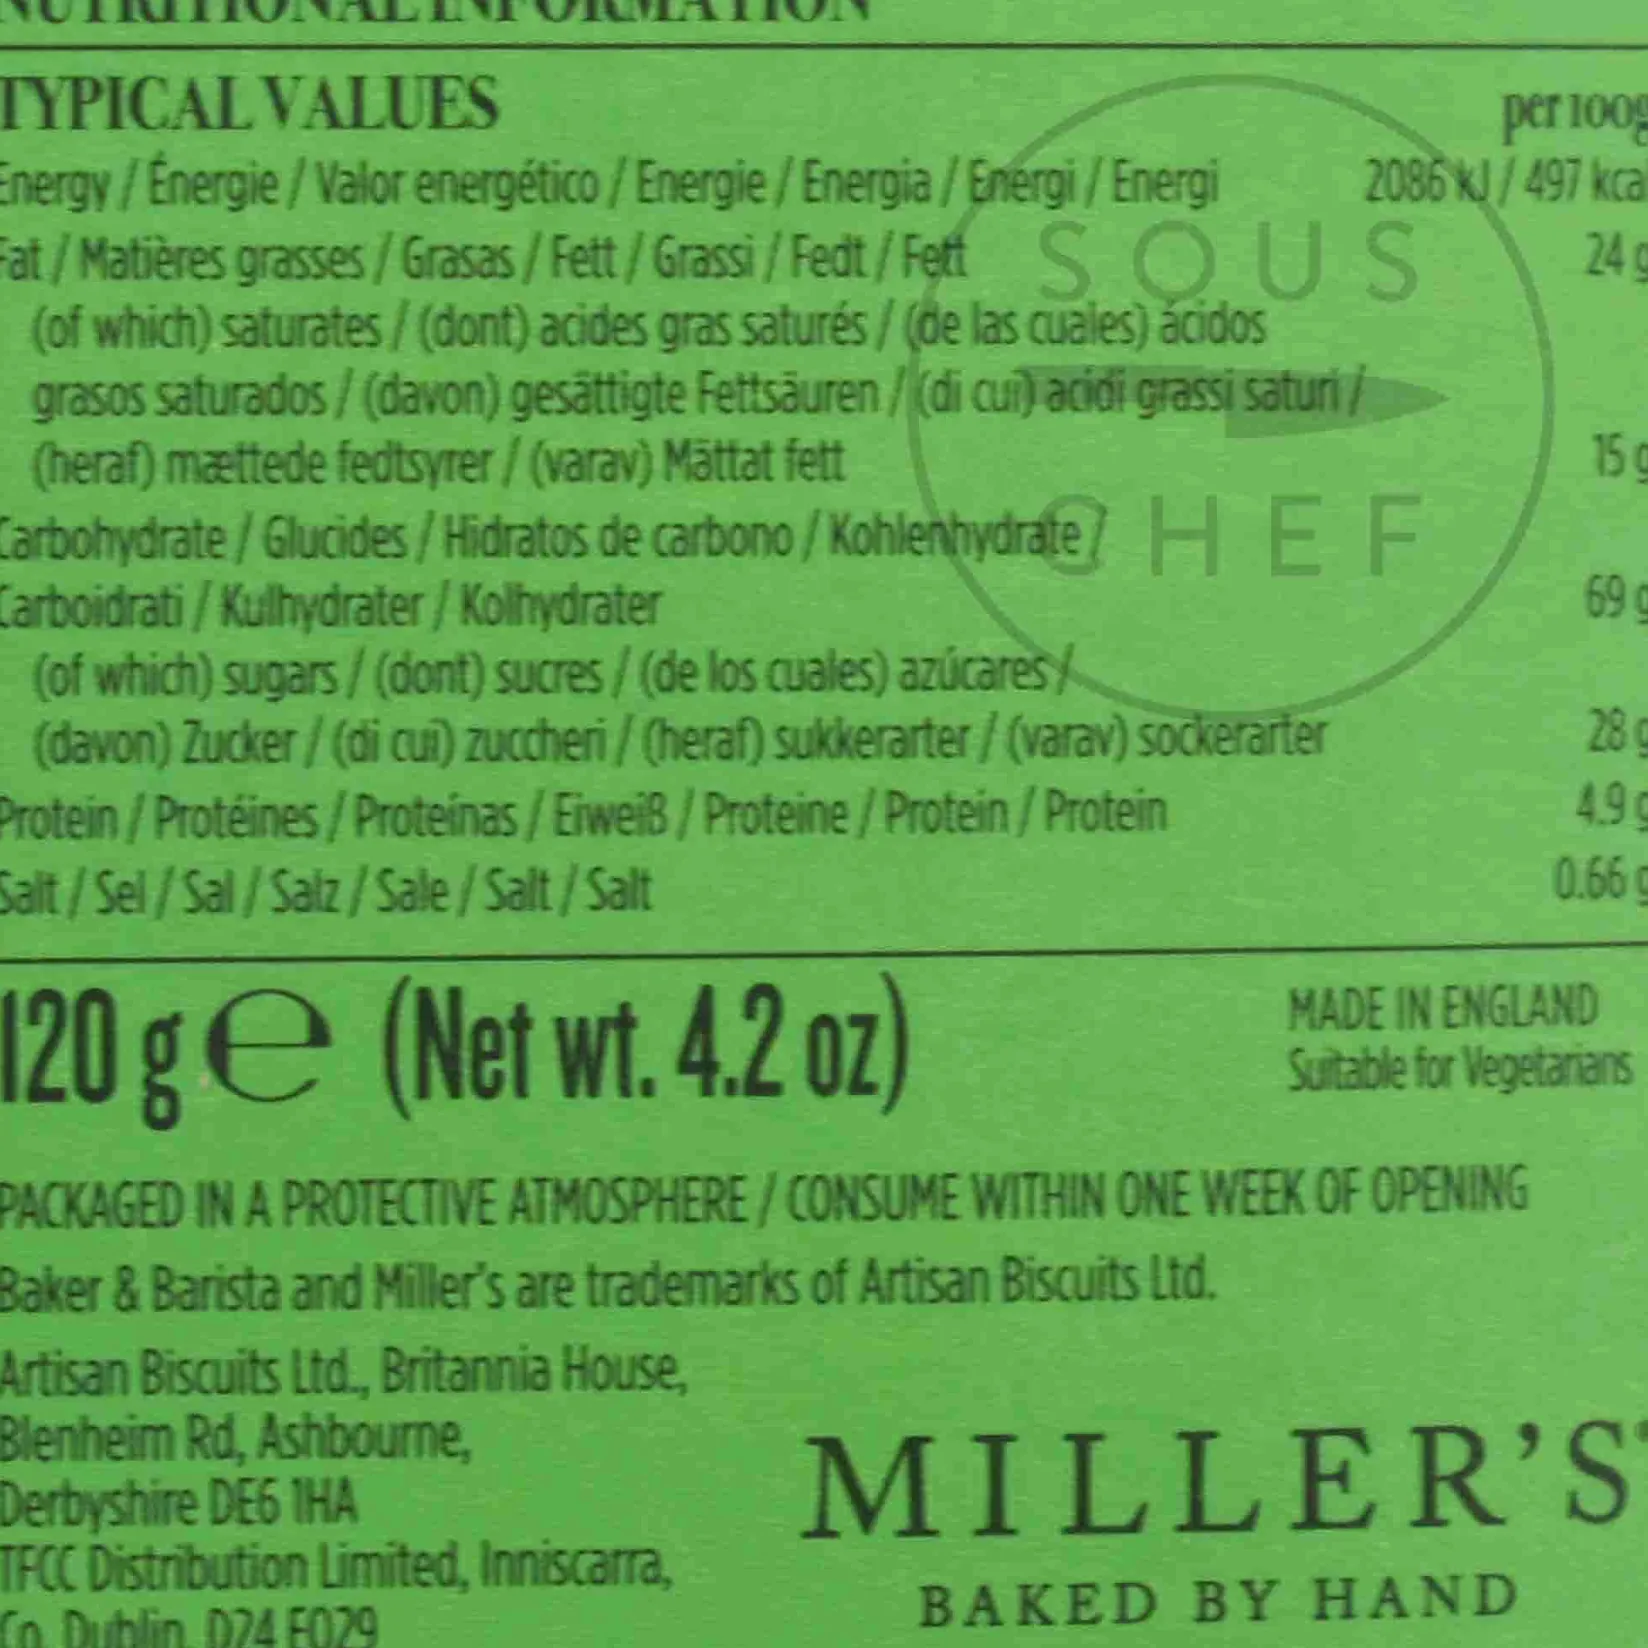 NUTRITIONAL INFORMATION
TYPICAL VALUES per 100g
Energy / Énergie / Valor energético / Energie / Energia / Energi / Energi 2086 kJ / 497 kcal
Fat / Matières grasses / Grasas / Fett / Grassi / Fedt / Fett 24 g
(of which) saturates / (dont) acides gras saturés / (de las cuales) ácidos
grasos saturados / (davon) gesättigte Fettsäuren / (di cui) acidi grassi saturi /
(heraf) mættede fedtsyrer / (varav) Mättat fett 15 g
Carbohydrate / Glucides / Hidratos de carbono / Kohlenhydrate /
Carboidrati / Kulhydrater / Kolhydrater 69 g
(of which) sugars / (dont) sucres / (de los cuales) azúcares /
(davon) Zucker / (di cui) zuccheri / (heraf) sukkerarter / (varav) sockerarter 28 g
Protein / Protéines / Proteínas / Eiweiß / Proteine / Protein / Protein 4.9 g
Salt / Sel / Sal / Salz / Sale / Salt / Salt 0.66 g
SOUS
CHEF
120 g e (Net wt. 4.2 oz)
MADE IN ENGLAND
Suitable for Vegetarians
PACKAGED IN A PROTECTIVE ATMOSPHERE / CONSUME WITHIN ONE WEEK OF OPENING
Baker & Barista and Miller's are trademarks of Artisan Biscuits Ltd.
Artisan Biscuits Ltd., Britannia House,
Blenheim Rd, Ashbourne,
Derbyshire DE6 1HA
TFCC Distribution Limited, Inniscarra,
Co. Dublin, D24 E029
MILLER'S
BAKED BY HAND